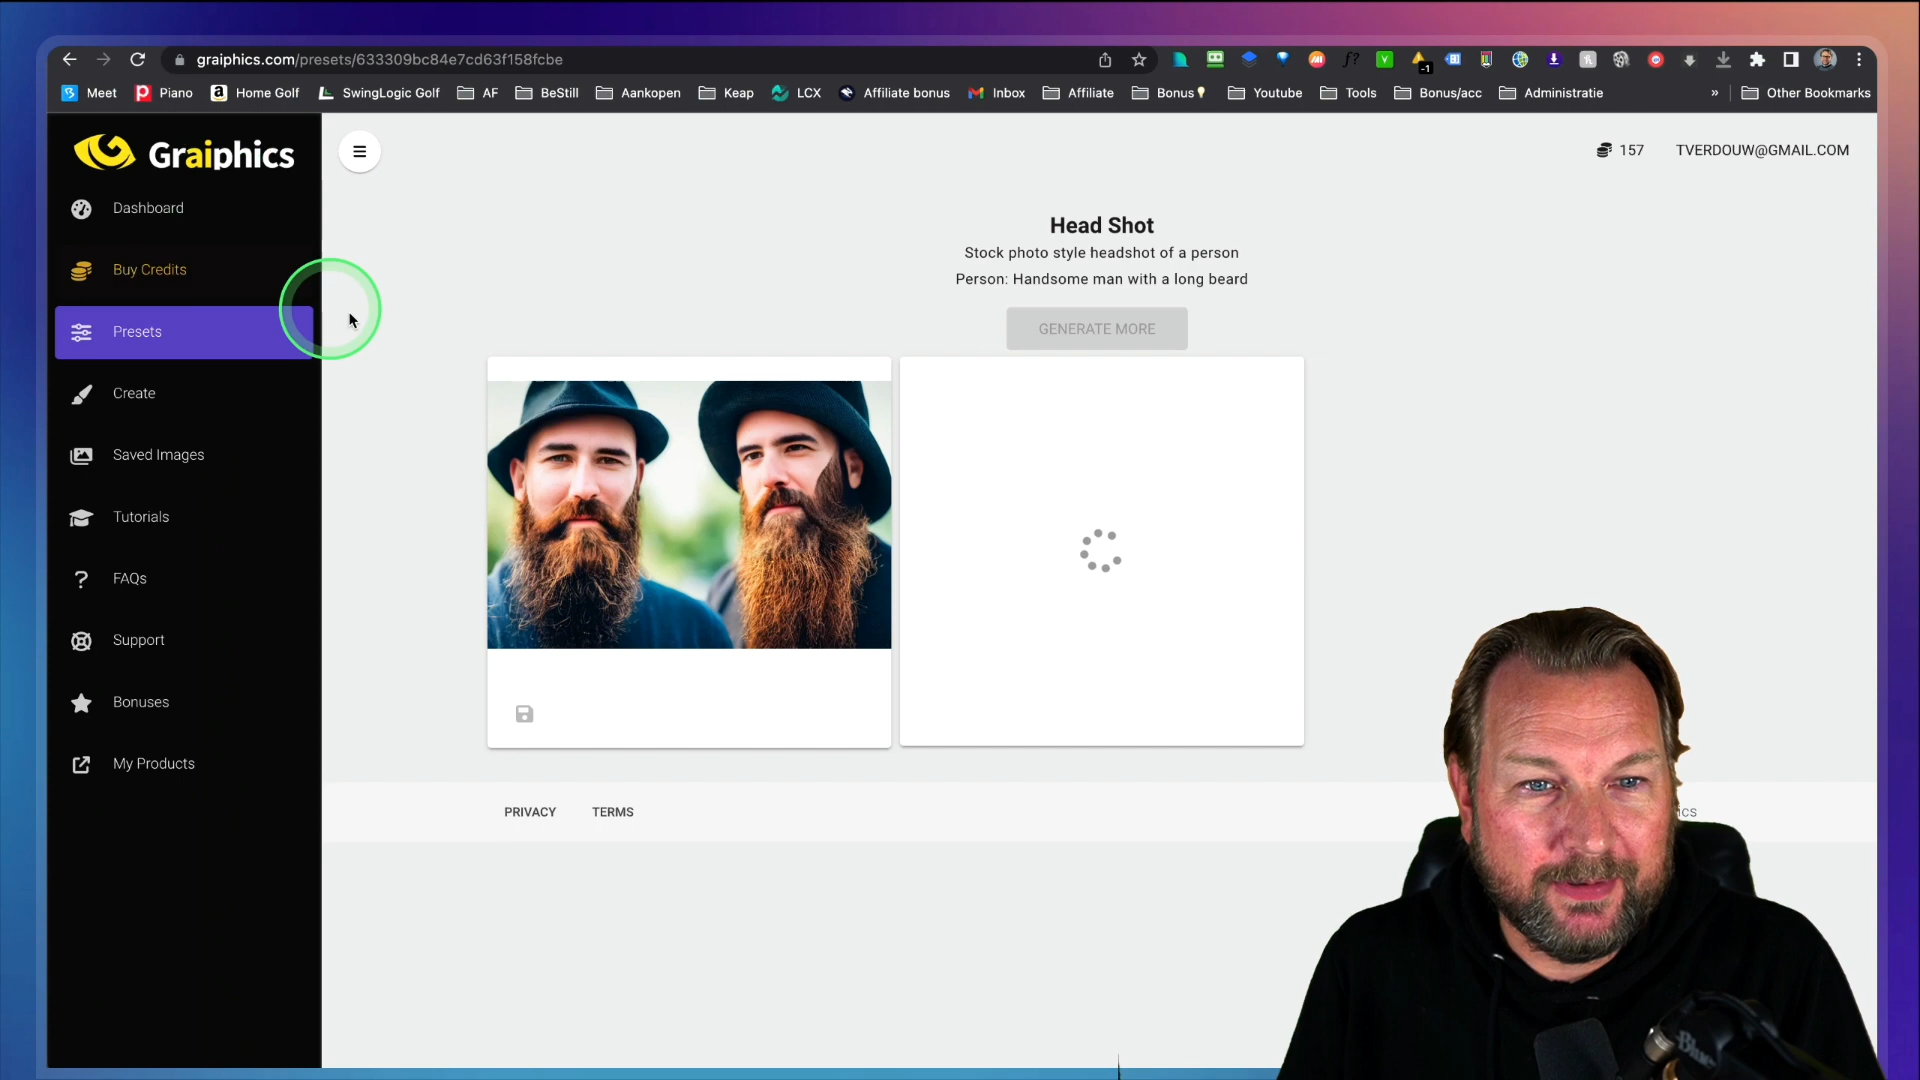 graiphics.com/presets/633309bc84e7cd63f158fcbe
f?
V
-1
Meet Piano Home Golf SwingLogic Golf AF BeStill Aankopen Keap LCX Affiliate bonus Inbox Affiliate Bonus Youtube Tools Bonus/acc Administratie » Other Bookmarks
Graiphics
157 TVERDOUW@GMAIL.COM
Dashboard
Buy Credits
Presets
Create
Saved Images
Tutorials
FAQs
Support
Bonuses
My Products
Head Shot
Stock photo style headshot of a person
Person: Handsome man with a long beard
GENERATE MORE
PRIVACY TERMS
ics
Blue